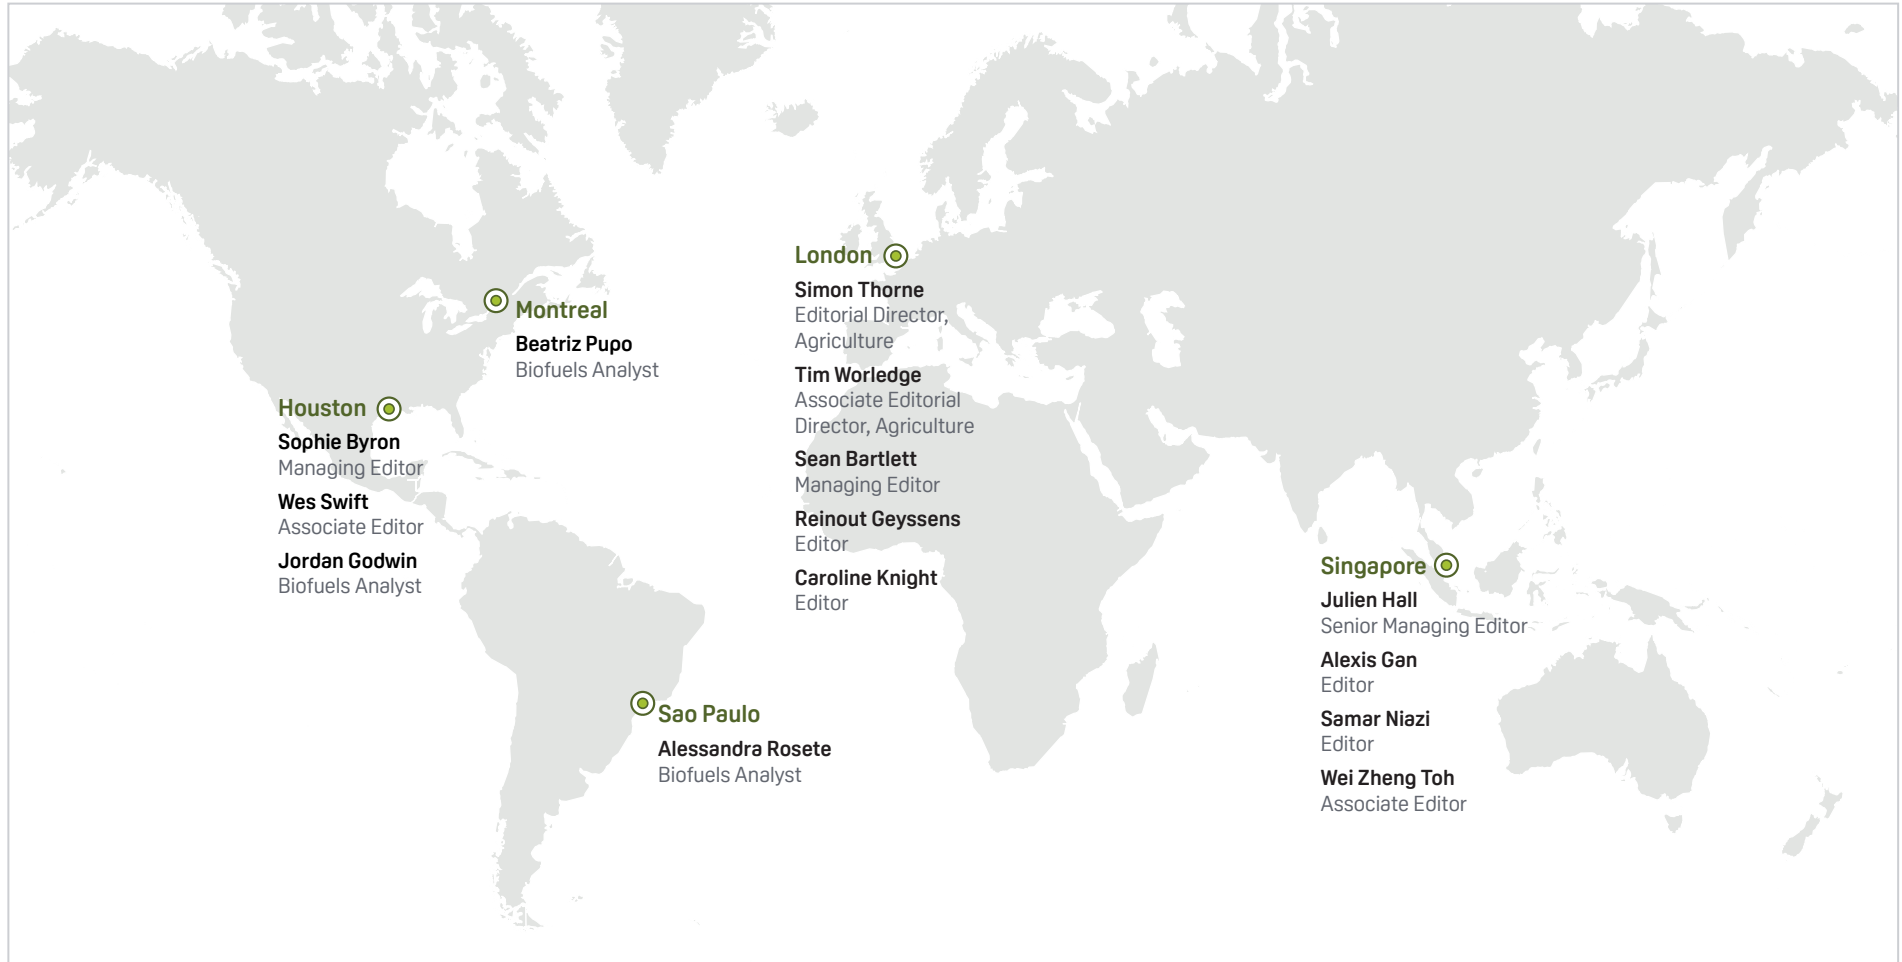 London
Simon Thorne
Editorial Director,
Agriculture
Tim Worledge
Associate Editorial
Director, Agriculture
Sean Bartlett
Managing Editor
Reinout Geyssens
Editor
Caroline Knight
Editor
Montreal
Beatriz Pupo
Biofuels Analyst
Houston
Sophie Byron
Managing Editor
Wes Swift
Associate Editor
Jordan Godwin
Biofuels Analyst
Singapore
Julien Hall
Senior Managing Editor
Alexis Gan
Editor
Samar Niazi
Editor
Wei Zheng Toh
Associate Editor
Sao Paulo
Alessandra Rosete
Biofuels Analyst